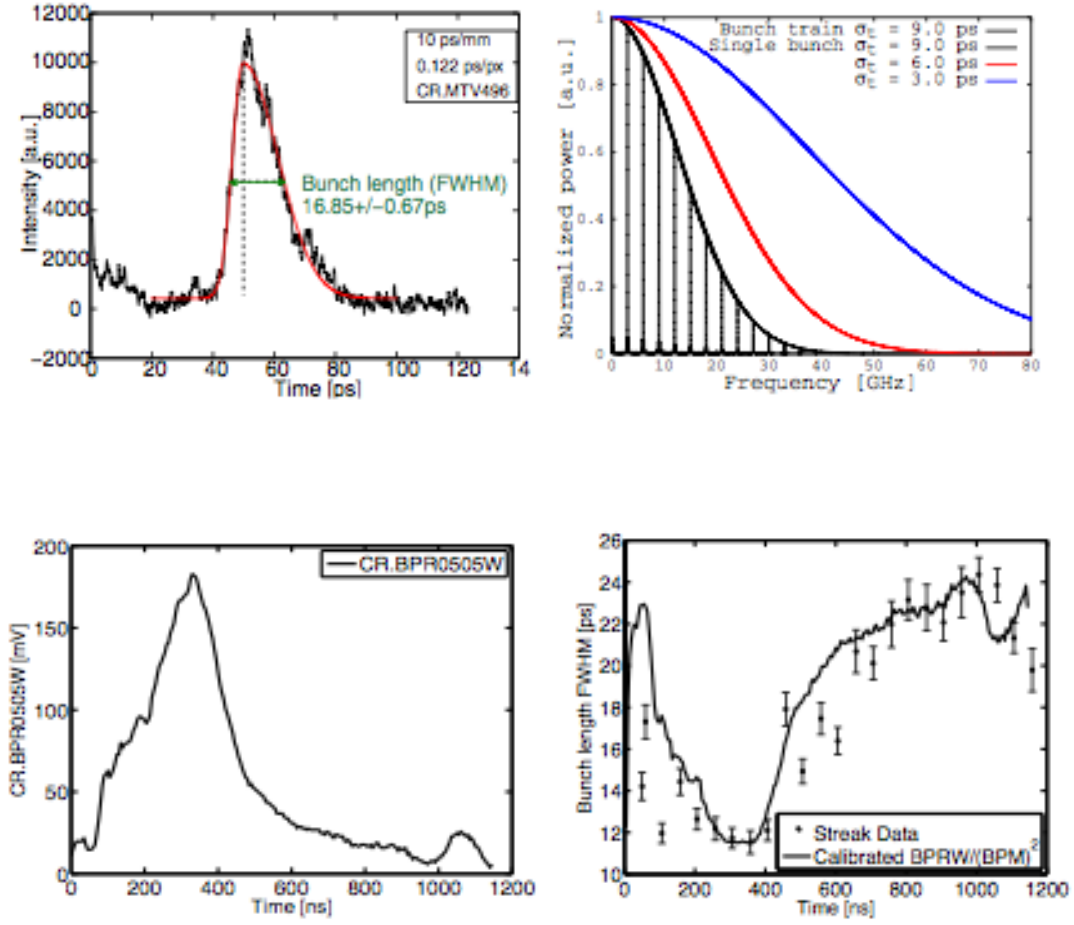 12000
10000
8000
6000
4000
2000
0
−2000
Intensity [a.u.]
10 ps/mm
0.122 ps/px
CR.MTV496
Bunch length (FWHM)
16.85+/−0.67ps
0 20 40 60 80 100 120 14
Time [ps]
Normalized power [a.u.]
1
0.8
0.6
0.4
0.2
0
Bunch train σt = 9.0 ps
Single bunch σt = 9.0 ps
σt = 6.0 ps
σt = 3.0 ps
0 10 20 30 40 50 60 70 80
Frequency [GHz]
200
150
100
50
0
CR.BPR0505W [mV]
CR.BPR0505W
0 200 400 600 800 1000 1200
Time [ns]
26
24
22
20
18
16
14
12
10
Bunch length FWHM [ps]
Streak Data
Calibrated BPRW/(BPM)²
0 200 400 600 800 1000 1200
Time [ns]